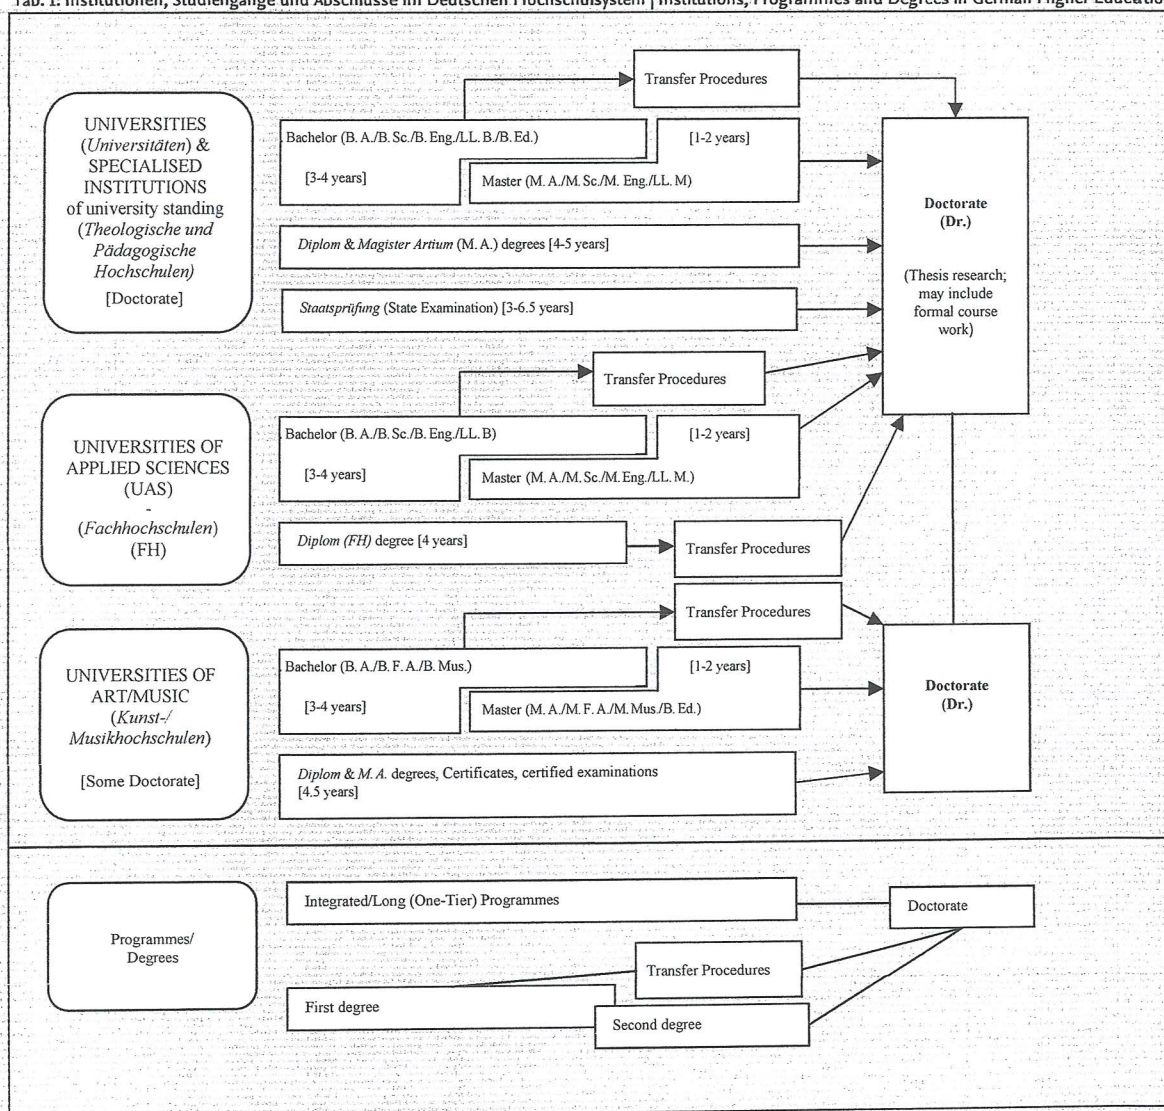 Tab. 1: Institutionen, Studiengänge und Abschlüsse im Deutschen Hochschulsystem | Institutions, Programmes and Degrees in German Higher Education
UNIVERSITIES
(Universitäten) &
SPECIALISED
INSTITUTIONS
of university standing
(Theologische und
Pädagogische
Hochschulen)
[Doctorate]
Transfer Procedures
Bachelor (B. A./B. Sc./B. Eng./LL. B./B. Ed.)
[3-4 years]
[1-2 years]
Master (M. A./M. Sc./M. Eng./LL. M)
Diplom & Magister Artium (M. A.) degrees [4-5 years]
Staatsprüfung (State Examination) [3-6.5 years]
Doctorate
(Dr.)
(Thesis research;
may include
formal course
work)
UNIVERSITIES OF
APPLIED SCIENCES
(UAS)
-
(Fachhochschulen)
(FH)
Transfer Procedures
Bachelor (B. A./B. Sc./B. Eng./LL. B)
[3-4 years]
[1-2 years]
Master (M. A./M. Sc./M. Eng./LL. M.)
Diplom (FH) degree [4 years]
Transfer Procedures
UNIVERSITIES OF
ART/MUSIC
(Kunst-/
Musikhochschulen)
[Some Doctorate]
Transfer Procedures
Bachelor (B. A./B. F. A./B. Mus.)
[3-4 years]
[1-2 years]
Master (M. A./M. F. A./M. Mus./B. Ed.)
Diplom & M. A. degrees, Certificates, certified examinations
[4.5 years]
Doctorate
(Dr.)
Programmes/
Degrees
Integrated/Long (One-Tier) Programmes
Doctorate
Transfer Procedures
First degree
Second degree